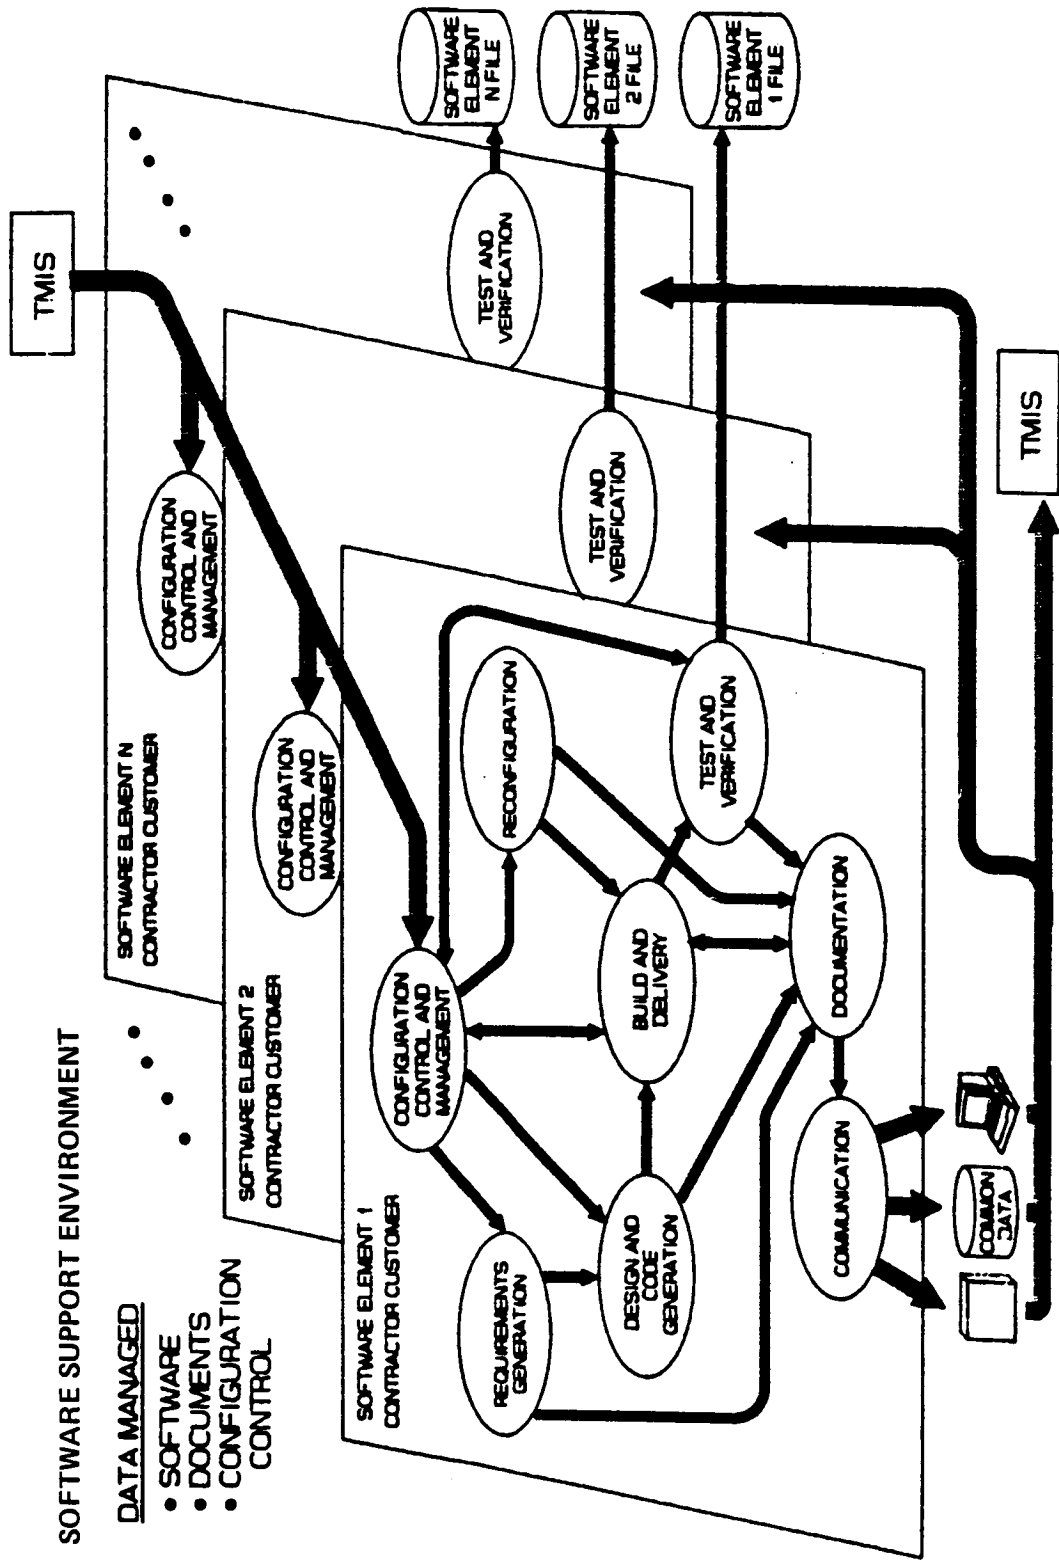 SOFTWARE SUPPORT ENVIRONMENT
DATA MANAGED
• SOFTWARE
• DOCUMENTS
• CONFIGURATION
CONTROL
TMIS
SOFTWARE ELEMENT N
CONTRACTOR CUSTOMER
CONFIGURATION
CONTROL AND
MANAGEMENT
TEST AND
VERIFICATION
SOFTWARE
ELEMENT
N FILE
SOFTWARE ELEMENT 2
CONTRACTOR CUSTOMER
CONFIGURATION
CONTROL AND
MANAGEMENT
TEST AND
VERIFICATION
SOFTWARE
ELEMENT
2 FILE
SOFTWARE ELEMENT 1
CONTRACTOR CUSTOMER
CONFIGURATION
CONTROL AND
MANAGEMENT
REQUIREMENTS
GENERATION
RECONFIGURATION
DESIGN AND
CODE
GENERATION
BUILD AND
DELIVERY
TEST AND
VERIFICATION
SOFTWARE
ELEMENT
1 FILE
COMMUNICATION
DOCUMENTATION
COMMON
DATA
TMIS